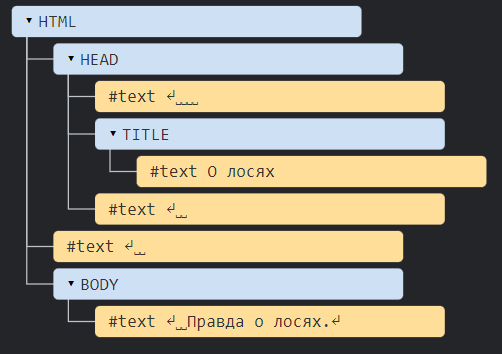 ▾ HTML
▾ HEAD
#text ↵␣␣␣␣
▾ TITLE
#text О лосях
#text ↵␣␣
#text ↵␣␣
▾ BODY
#text ↵␣␣Правда о лосях.↵